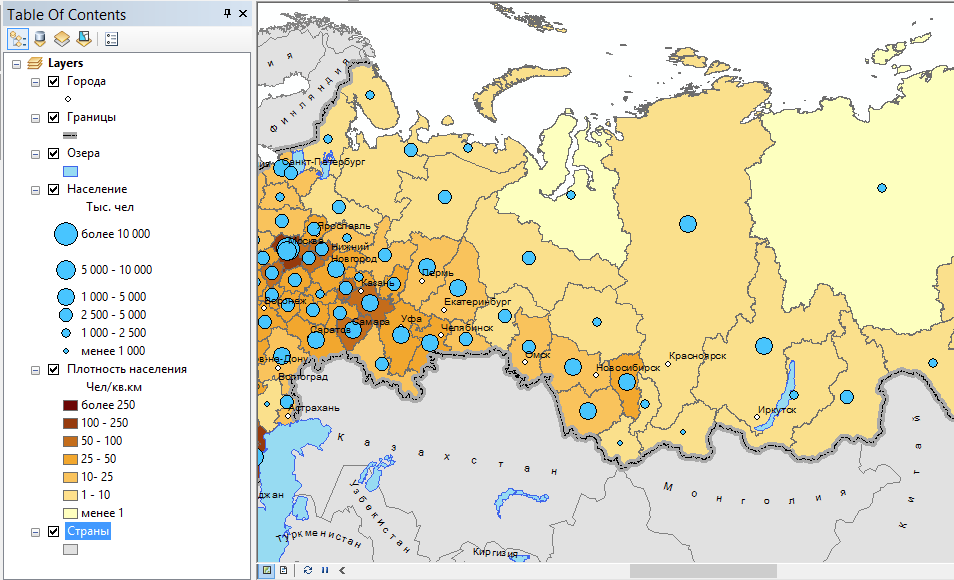 Table Of Contents
Layers
Города
Границы
Озера
Население
Тыс. чел
более 10 000
5 000 - 10 000
1 000 - 5 000
2 500 - 5 000
1 000 - 2 500
менее 1 000
Плотность населения
Чел/кв.км
более 250
100 - 250
50 - 100
25 - 50
10- 25
1 - 10
менее 1
Страны
и я
Финляндия
Санкт-Петербург
Ярославль
Москва
Нижний
Новгород
Казань
Пермь
Екатеринбург
Воронеж
Саратов
Самара
Уфа
Челябинск
Омск
Новосибирск
Красноярск
Иркутск
ов-на-Дону
Волгоград
Астрахань
Казахстан
Монголия
Китай
джан
Узбекистан
Туркменистан
Киргизия